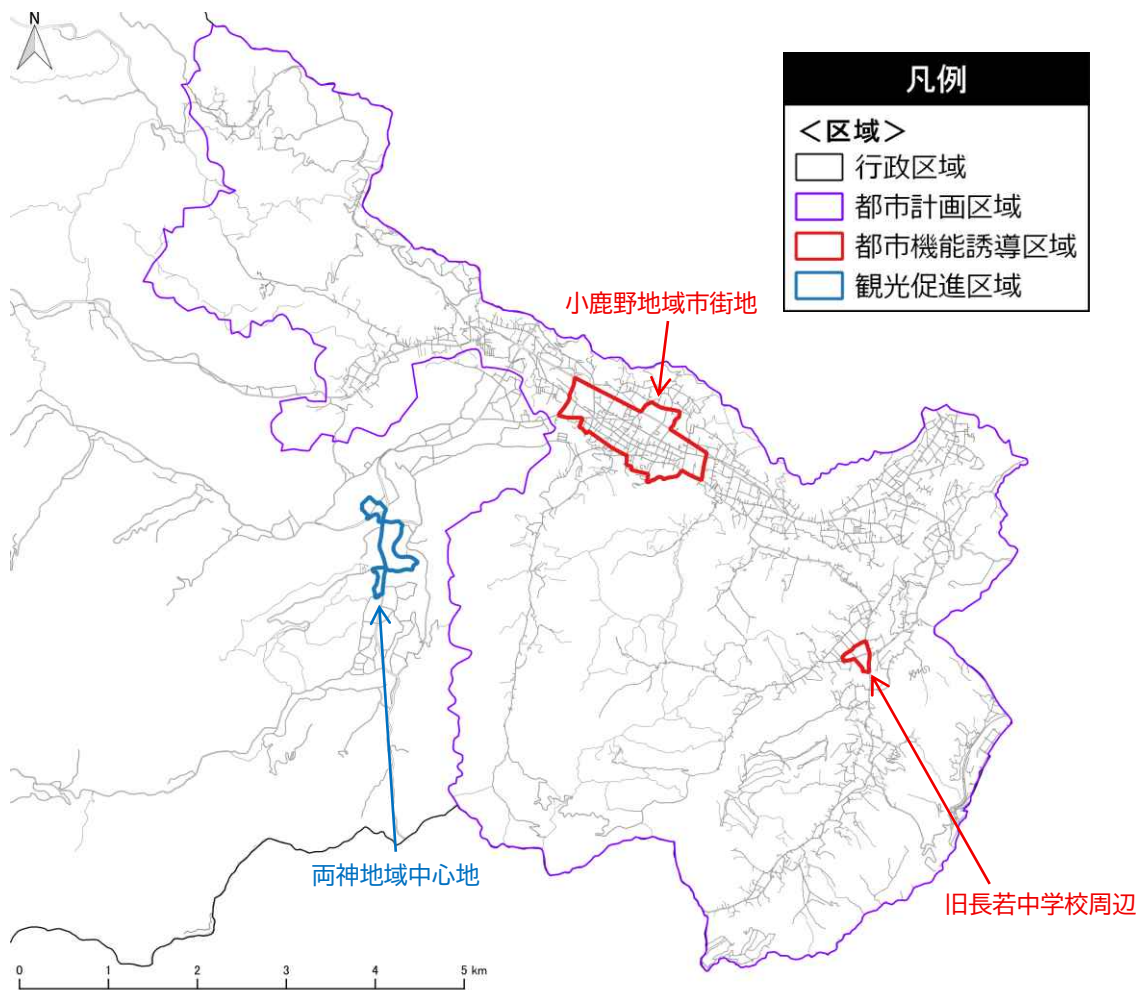 N
凡例
＜区域＞
行政区域
都市計画区域
都市機能誘導区域
観光促進区域
小鹿野地域市街地
両神地域中心地
旧長若中学校周辺
0 1 2 3 4 5 km